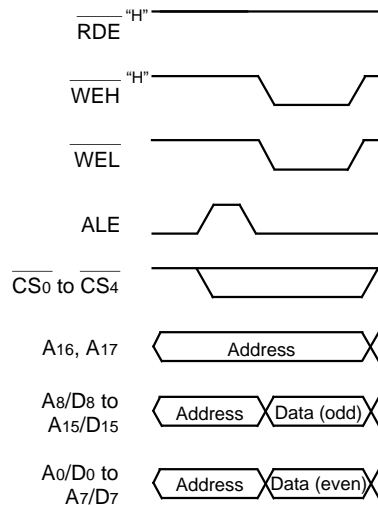 RDE "H"
WEH "H"
WEL
ALE
CS0 to CS4
A16, A17 Address
A8/D8 to
A15/D15 Address Data (odd)
A0/D0 to
A7/D7 Address Data (even)